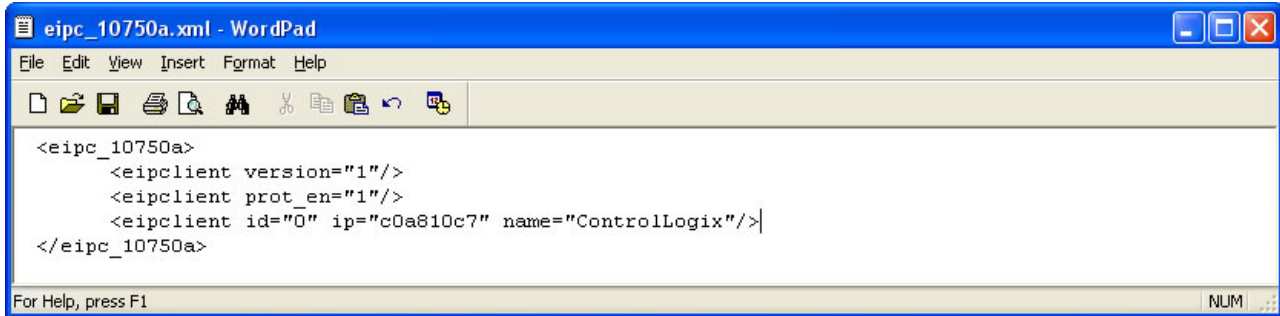 eipc_10750a.xml - WordPad
File Edit View Insert Format Help
<eipc_10750a>
<eipclient version="1"/>
<eipclient prot_en="1"/>
<eipclient id="0" ip="c0a810c7" name="ControlLogix"/>
</eipc_10750a>
For Help, press F1
NUM